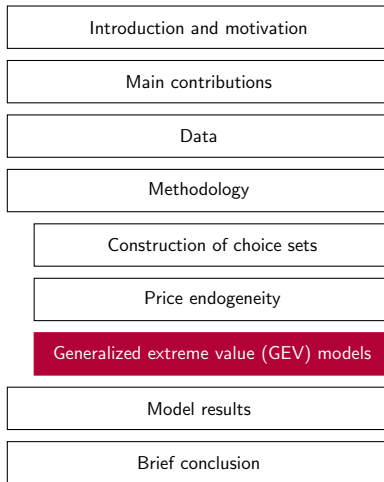 Introduction and motivation
Main contributions
Data
Methodology
Construction of choice sets
Price endogeneity
Generalized extreme value (GEV) models
Model results
Brief conclusion